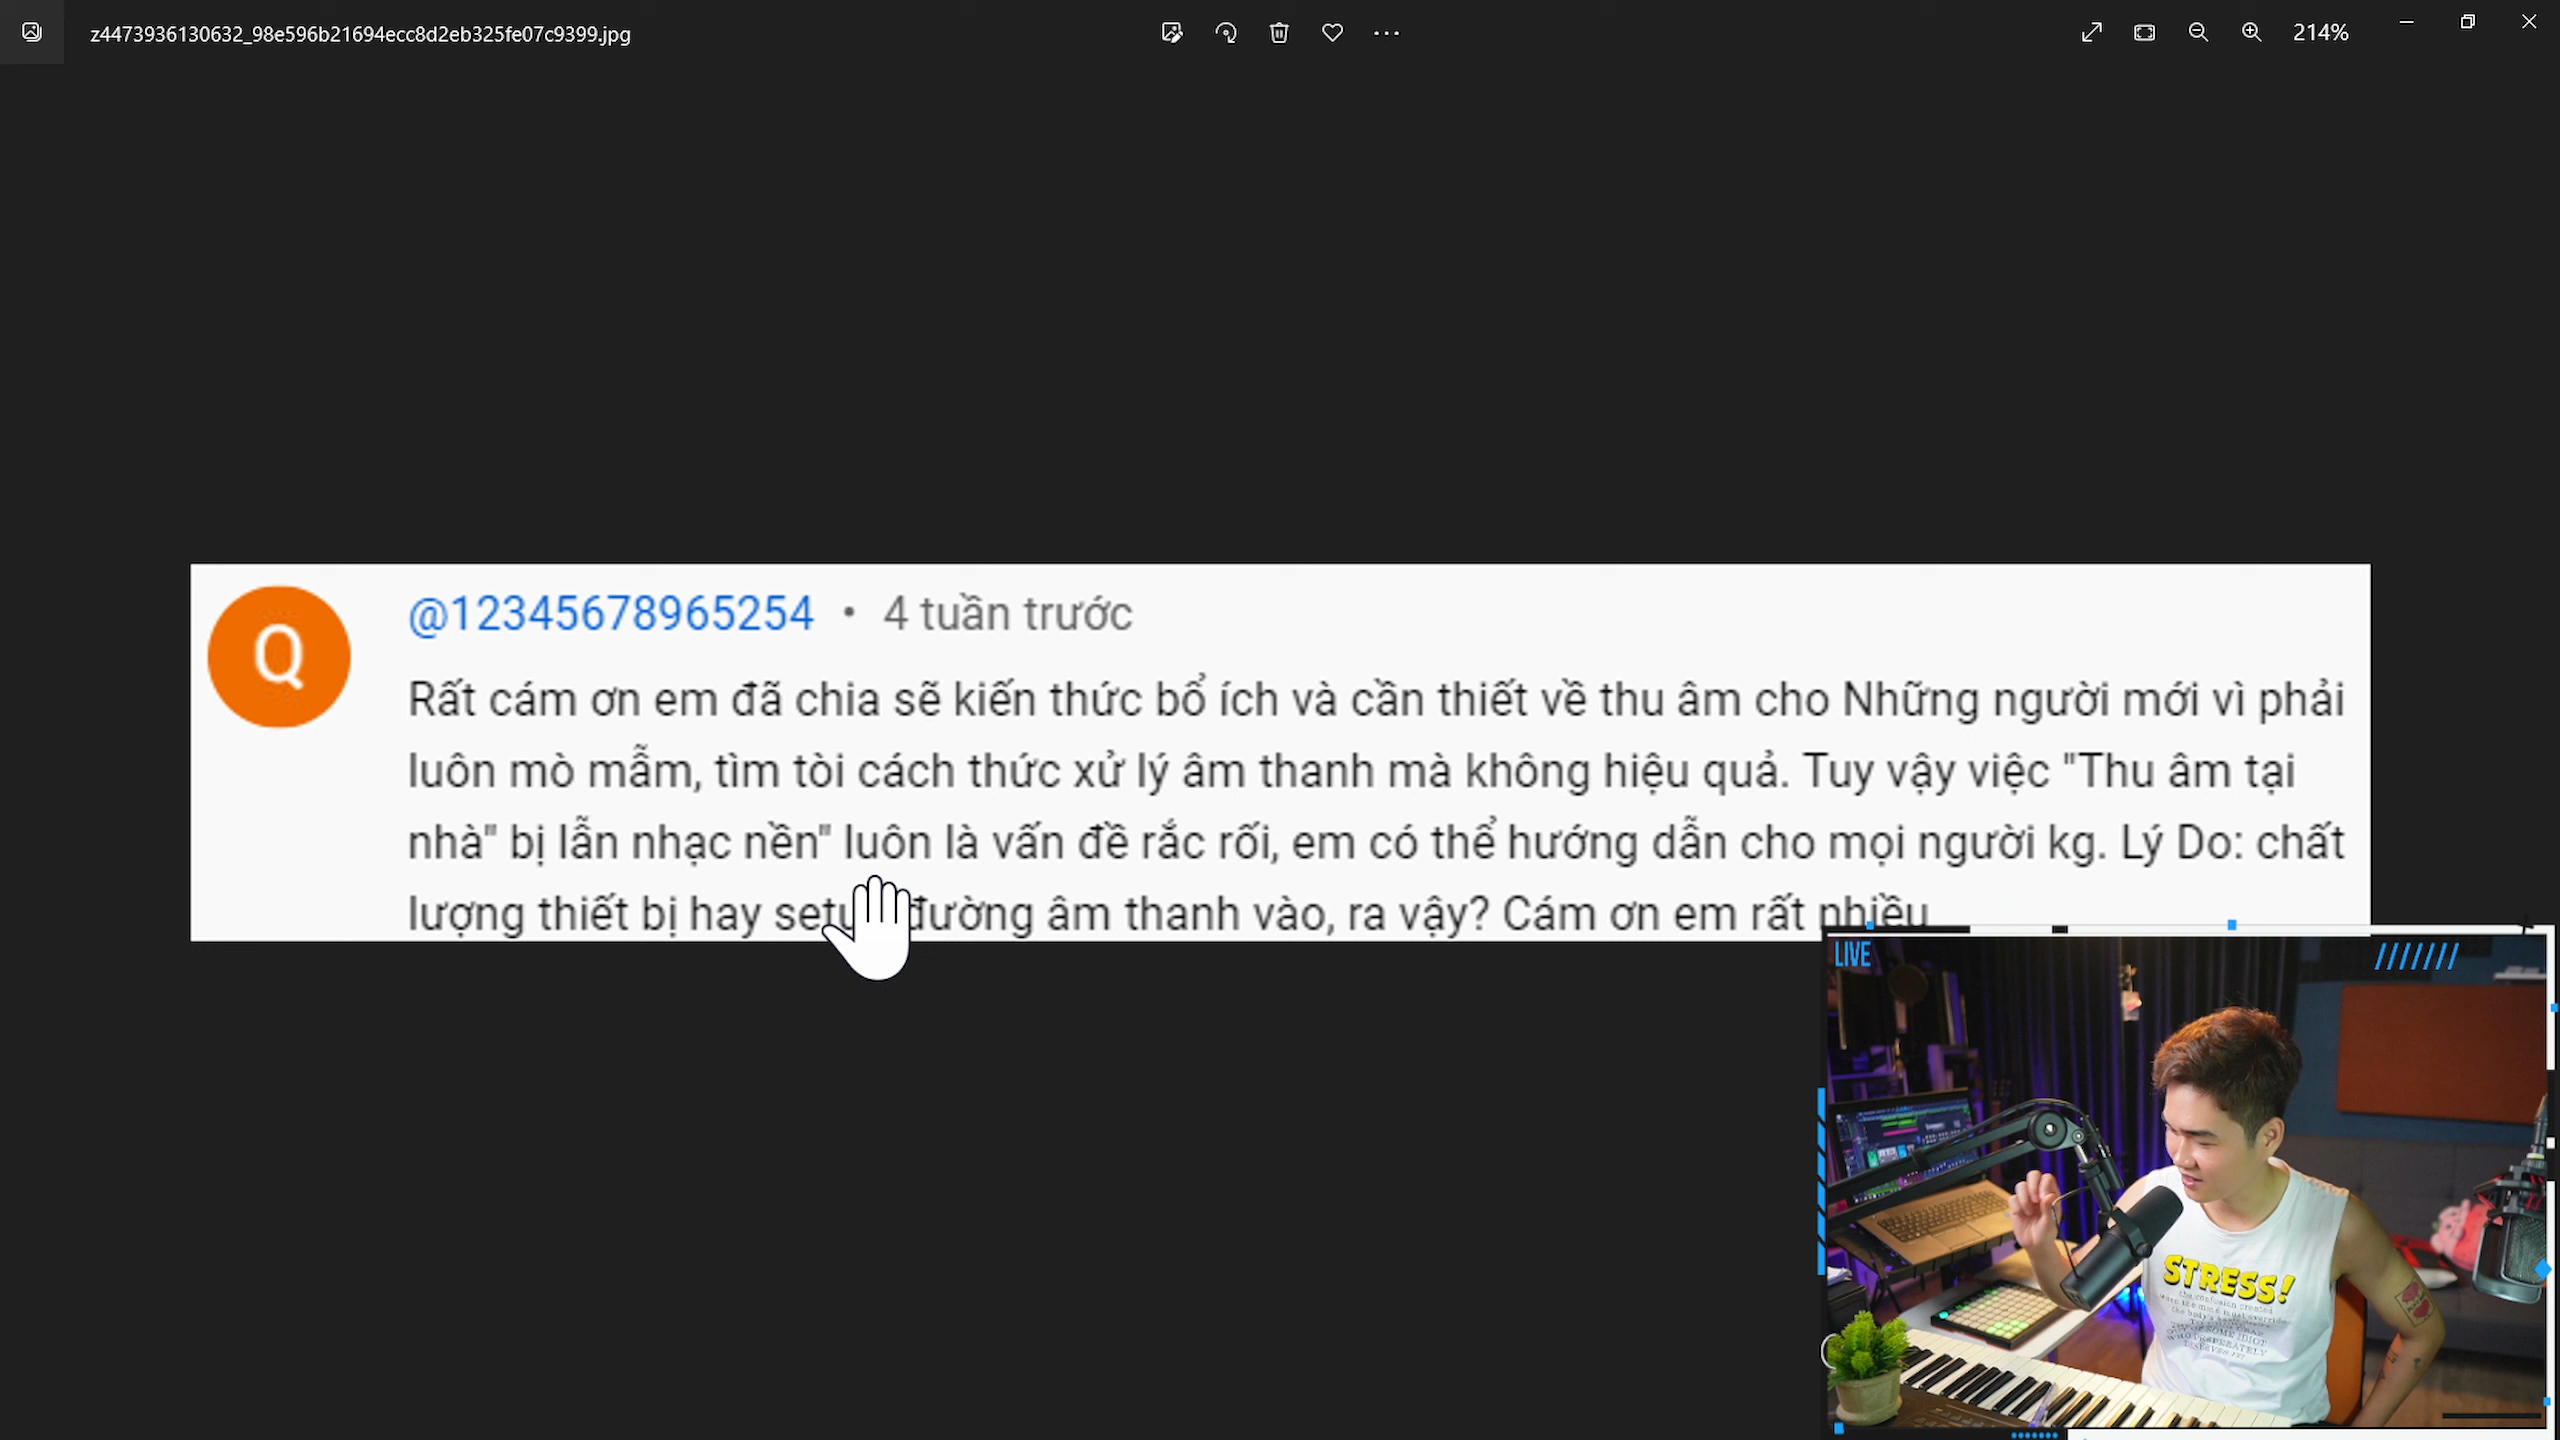 z4473936130632_98e596b21694ecc8d2eb325fe07c9399.jpg
214%
Q
@12345678965254 • 4 tuần trước
Rất cám ơn em đã chia sẽ kiến thức bổ ích và cần thiết về thu âm cho Những người mới vì phải
luôn mò mẫm, tìm tòi cách thức xử lý âm thanh mà không hiệu quả. Tuy vậy việc "Thu âm tại
nhà" bị lẫn nhạc nền" luôn là vấn đề rắc rối, em có thể hướng dẫn cho mọi người kg. Lý Do: chất
lượng thiết bị hay đường âm thanh vào, ra vậy? Cám ơn em rất nhiều
LIVE
STRESS!